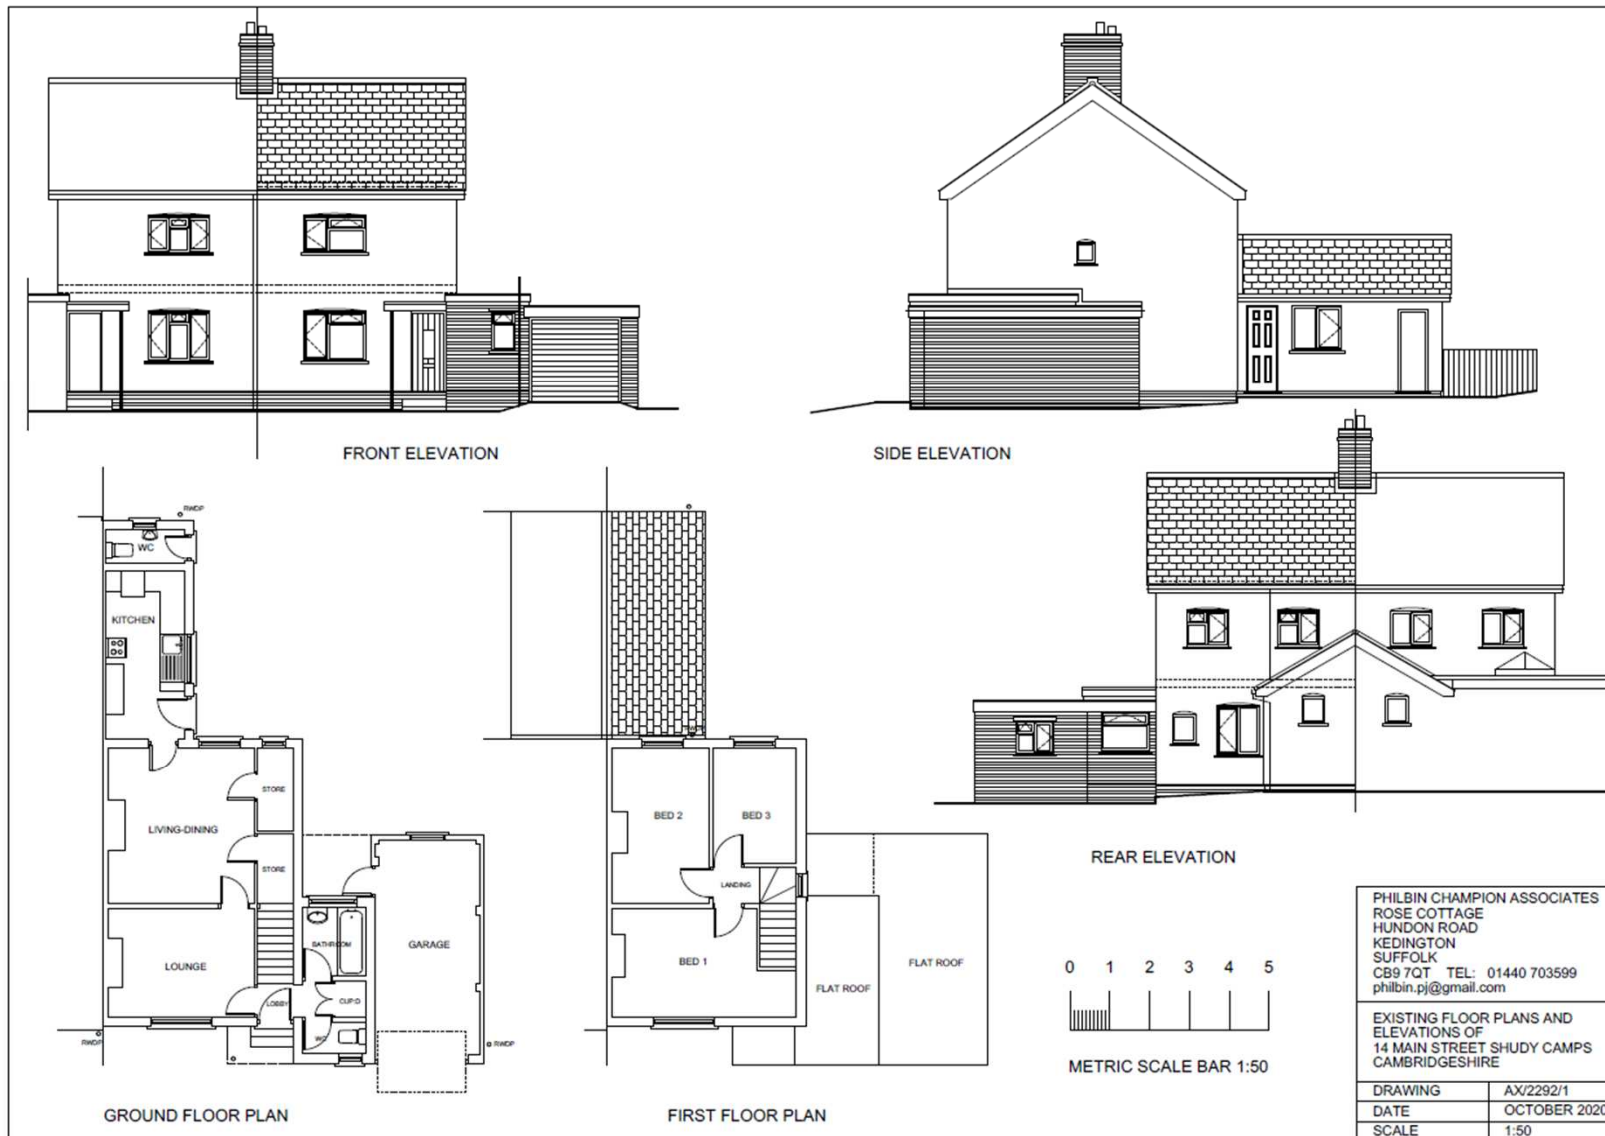 FRONT ELEVATION
SIDE ELEVATION
RWDP
WC
KITCHEN
STORE
LIVING-DINING
STORE
BATHROOM
GARAGE
LOUNGE
LOBBY
CUP'D
WC
RWDP
RWDP
GROUND FLOOR PLAN
RWDP
BED 2
BED 3
LANDING
BED 1
FLAT ROOF
FLAT ROOF
FIRST FLOOR PLAN
REAR ELEVATION
0 1 2 3 4 5
METRIC SCALE BAR 1:50
PHILBIN CHAMPION ASSOCIATES
ROSE COTTAGE
HUNDON ROAD
KEDINGTON
SUFFOLK
CB9 7QT TEL: 01440 703599
philbin.pj@gmail.com
EXISTING FLOOR PLANS AND
ELEVATIONS OF
14 MAIN STREET SHUDY CAMPS
CAMBRIDGESHIRE
DRAWING AX/2292/1
DATE OCTOBER 2020
SCALE 1:50